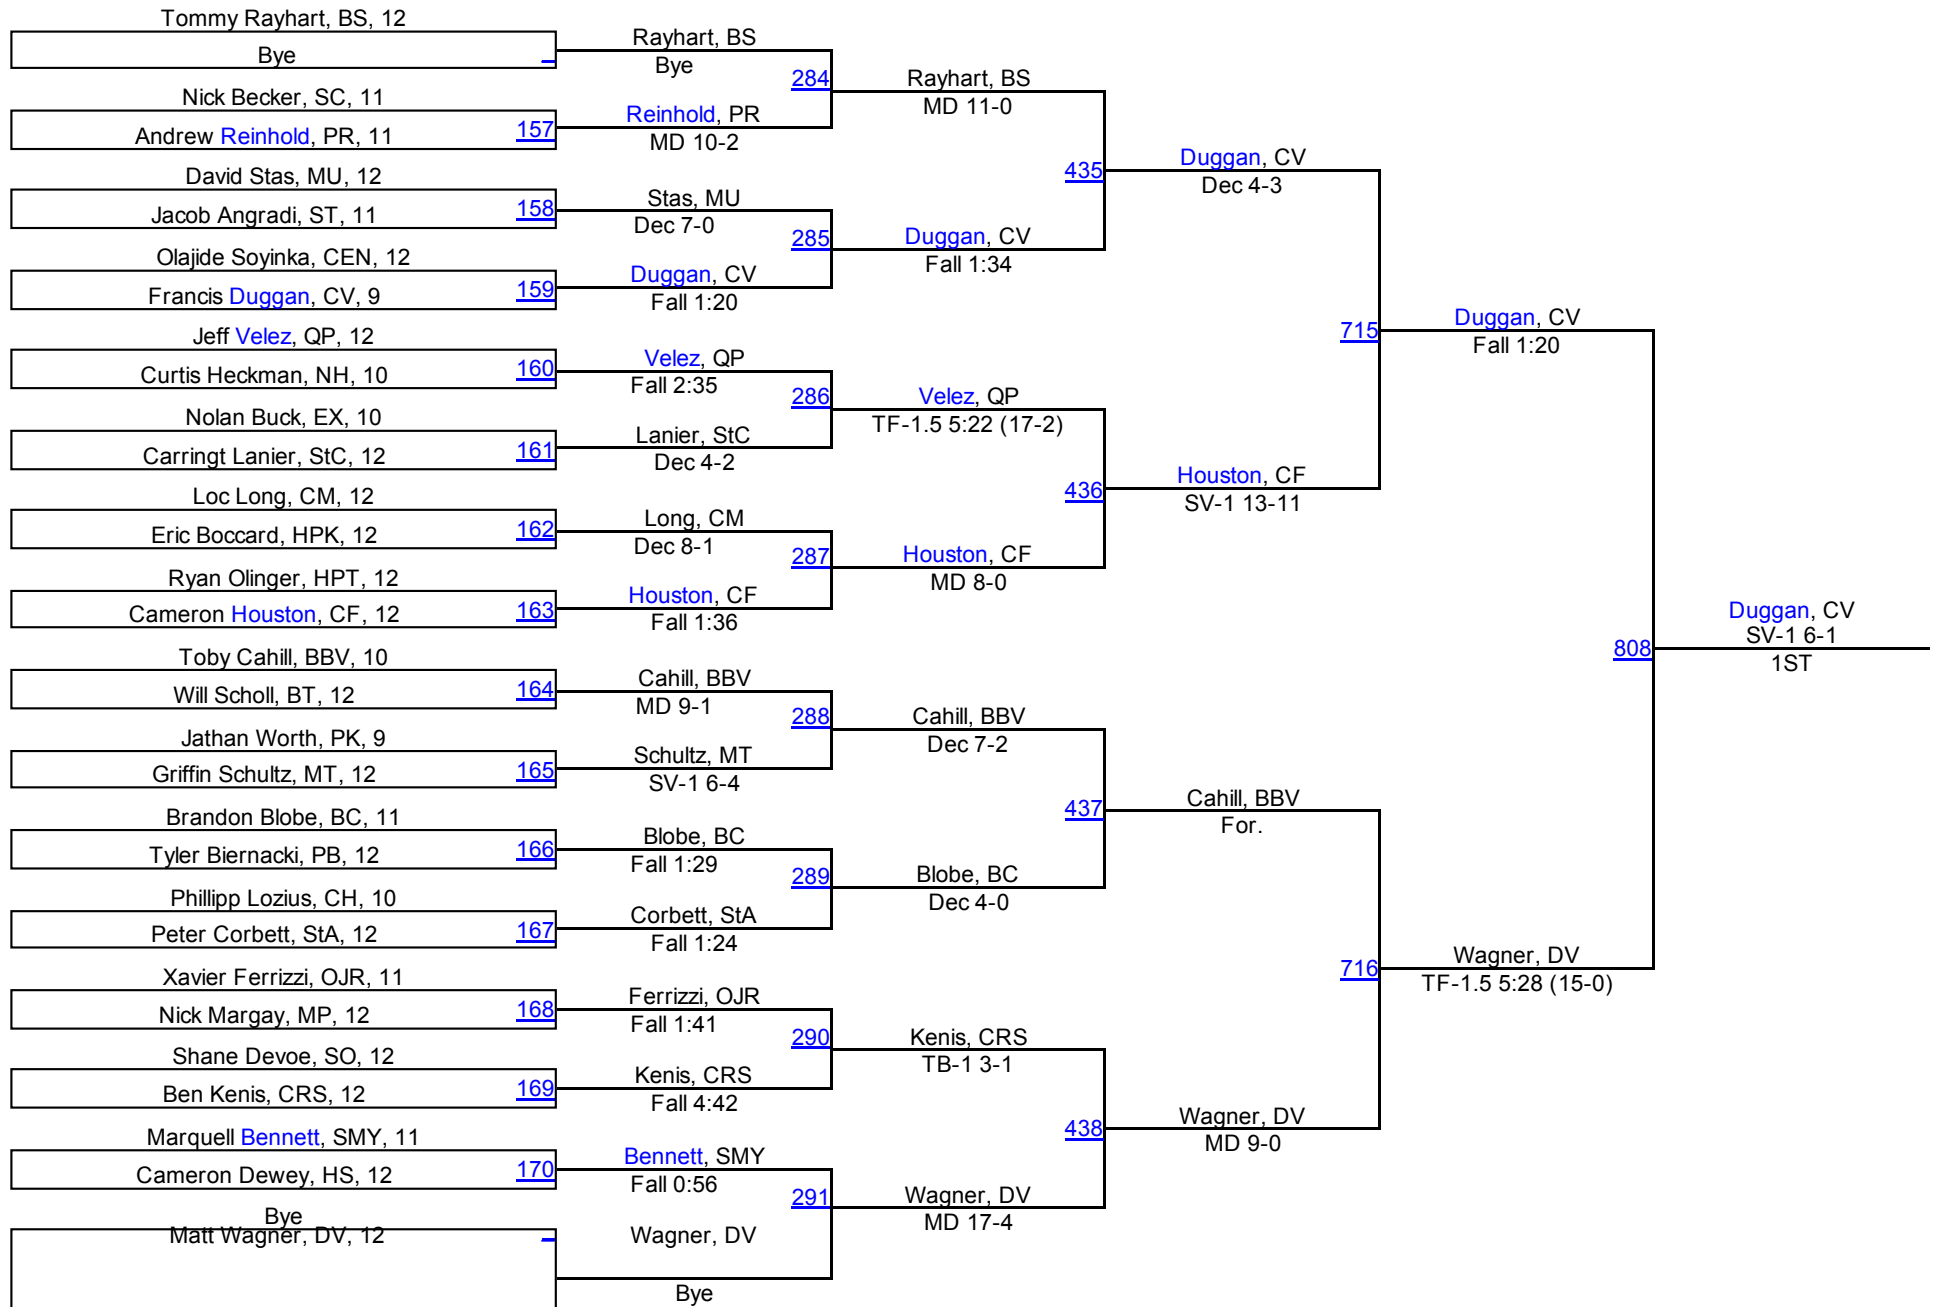 Tommy Rayhart, BS, 12
Bye
Nick Becker, SC, 11
Andrew Reinhold, PR, 11
157
David Stas, MU, 12
Jacob Angradi, ST, 11
158
Olajide Soyinka, CEN, 12
Francis Duggan, CV, 9
159
Jeff Velez, QP, 12
Curtis Heckman, NH, 10
160
Nolan Buck, EX, 10
Carringt Lanier, StC, 12
161
Loc Long, CM, 12
Eric Boccard, HPK, 12
162
Ryan Olinger, HPT, 12
Cameron Houston, CF, 12
163
Toby Cahill, BBV, 10
Will Scholl, BT, 12
164
Jathan Worth, PK, 9
Griffin Schultz, MT, 12
165
Brandon Blobe, BC, 11
Tyler Biernacki, PB, 12
166
Phillipp Lozius, CH, 10
Peter Corbett, StA, 12
167
Xavier Ferrizzi, OJR, 11
Nick Margay, MP, 12
168
Shane Devoe, SO, 12
Ben Kenis, CRS, 12
169
Marquell Bennett, SMY, 11
Cameron Dewey, HS, 12
170
Bye
Matt Wagner, DV, 12
Rayhart, BS
Bye
284
Reinhold, PR
MD 10-2
Stas, MU
Dec 7-0
285
Duggan, CV
Fall 1:20
Velez, QP
Fall 2:35
286
Lanier, StC
Dec 4-2
Long, CM
Dec 8-1
287
Houston, CF
Fall 1:36
Cahill, BBV
MD 9-1
288
Schultz, MT
SV-1 6-4
Blobe, BC
Fall 1:29
289
Corbett, StA
Fall 1:24
Ferrizzi, OJR
Fall 1:41
290
Kenis, CRS
Fall 4:42
Bennett, SMY
Fall 0:56
291
Wagner, DV
Bye
Rayhart, BS
MD 11-0
435
Duggan, CV
Fall 1:34
Velez, QP
TF-1.5 5:22 (17-2)
436
Houston, CF
MD 8-0
Cahill, BBV
Dec 7-2
437
Blobe, BC
Dec 4-0
Kenis, CRS
TB-1 3-1
438
Wagner, DV
MD 17-4
Duggan, CV
Dec 4-3
715
Houston, CF
SV-1 13-11
Cahill, BBV
For.
716
Wagner, DV
MD 9-0
Duggan, CV
Fall 1:20
808
Wagner, DV
TF-1.5 5:28 (15-0)
Duggan, CV
SV-1 6-1
1ST